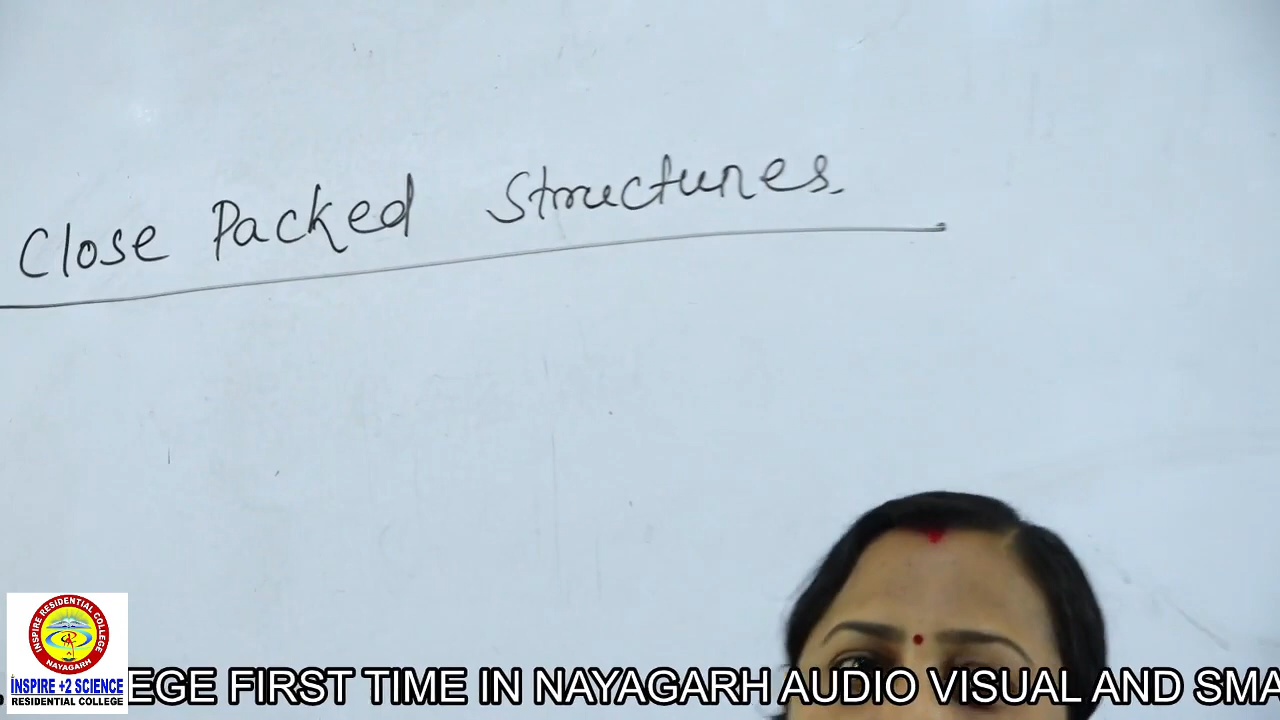 Close Packed Structures.
INSPIRE RESIDENTIAL COLLEGE
NAYAGARH
INSPIRE +2 SCIENCE
RESIDENTIAL COLLEGE
EGE FIRST TIME IN NAYAGARH AUDIO VISUAL AND SMA